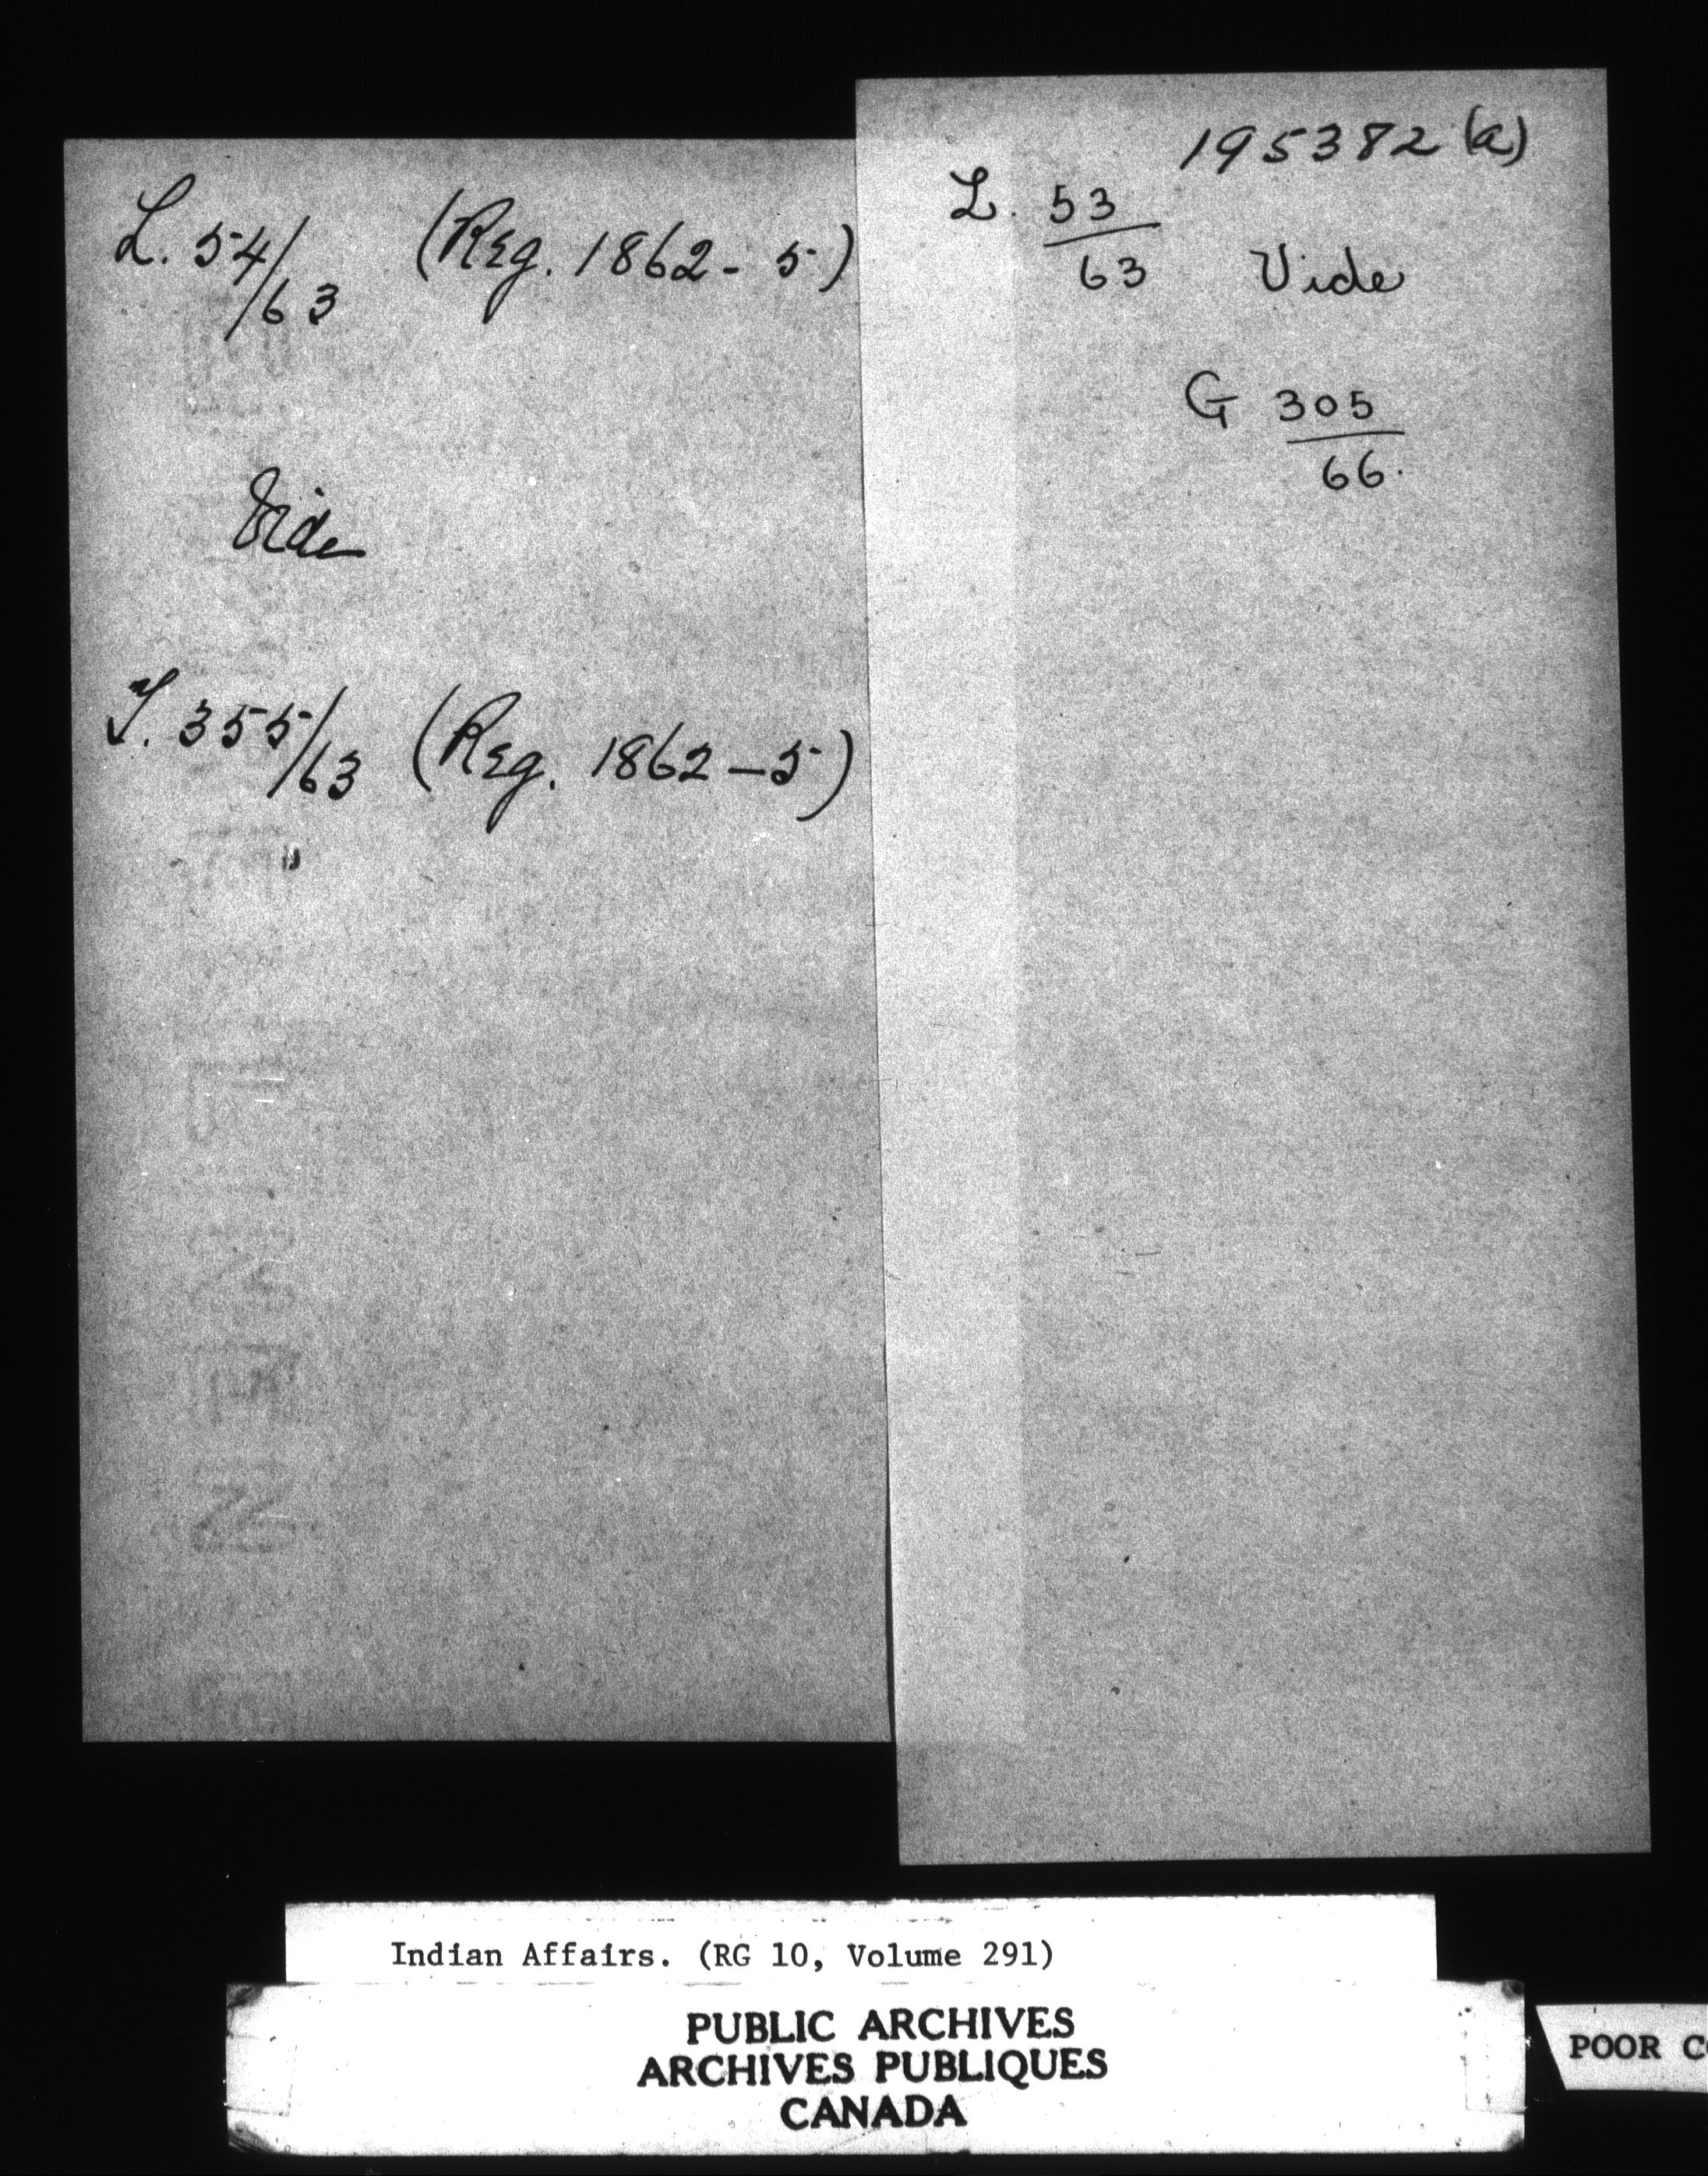 L. 54/63 (Reg. 1862-5)
Vide
T. 355/63 (Reg. 1862-5)
195382 (a)
L. 53/63 Vide
G 305/66.
Indian Affairs. (RG 10, Volume 291)
PUBLIC ARCHIVES
ARCHIVES PUBLIQUES
CANADA
POOR